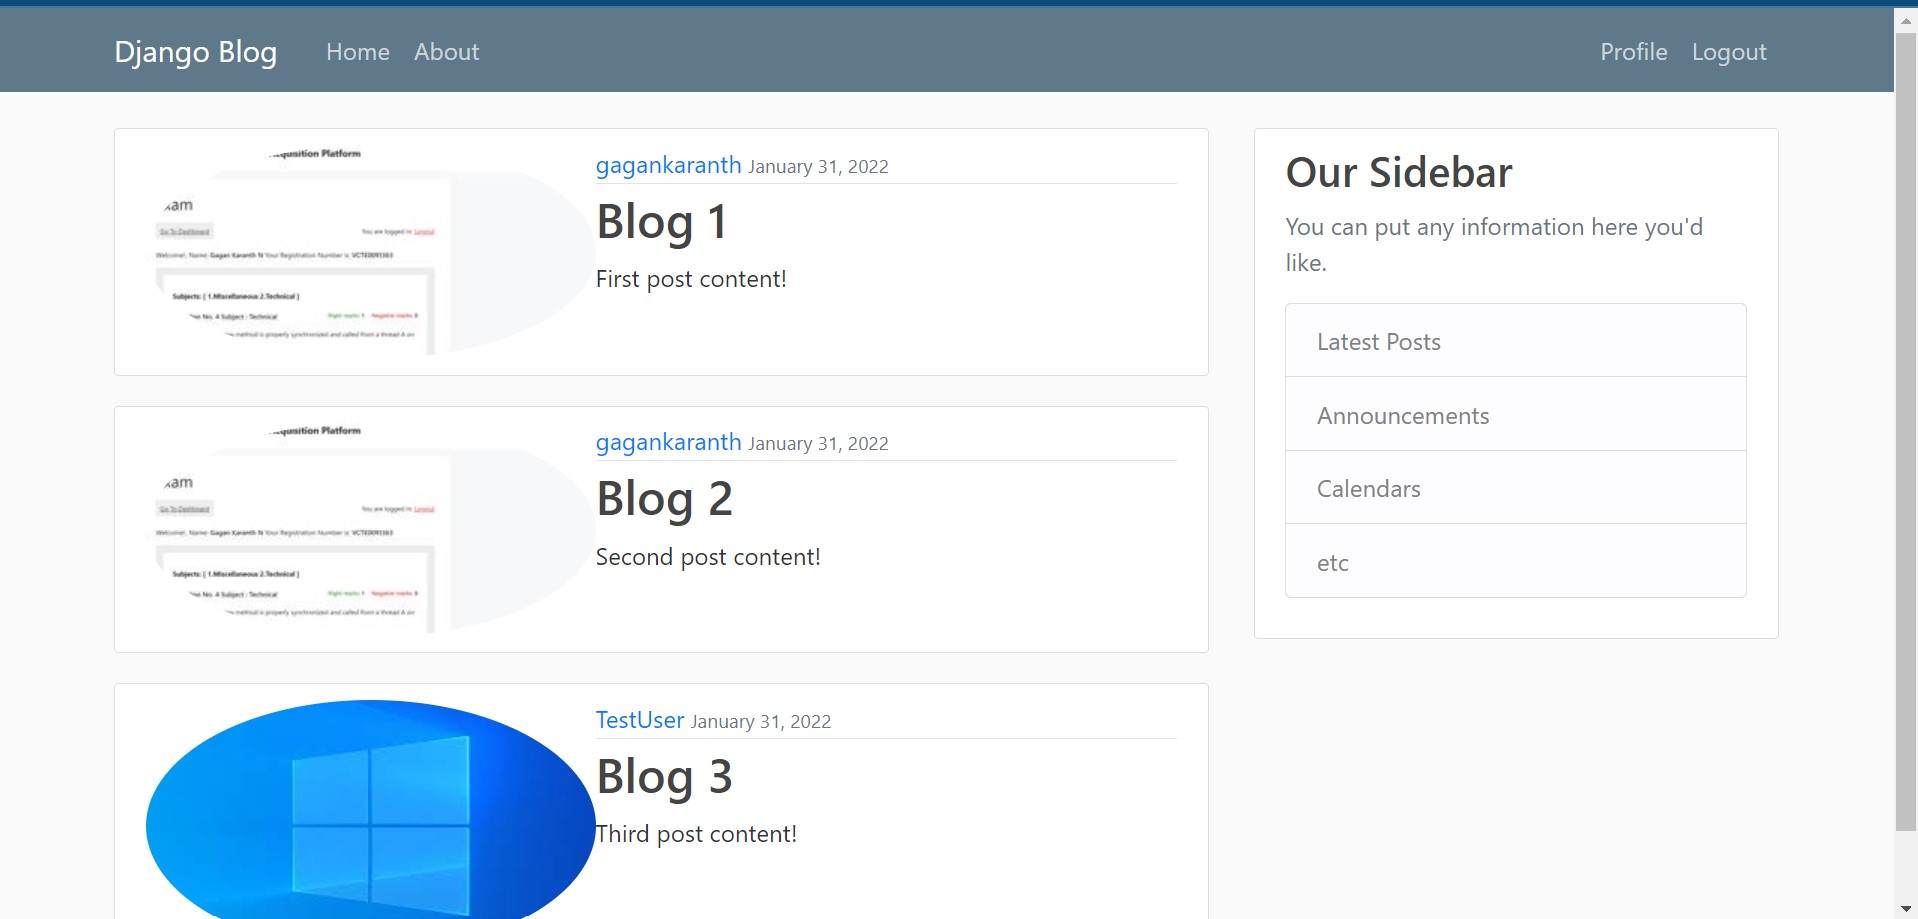 Django Blog Home About Profile Logout
quisition Platform
xam
Go To Dashboard You are logged in Logout
Welcome!, Name: Gagan Karanth N Your Registration Number is: VCTE0091363
Subjects: [ 1.Miscellaneous 2.Technical ]
No. 4 Subject : Technical Right marks: 1 Negative marks: 0
method is properly synchronized and called from a thread A on
gagankaranth January 31, 2022
Blog 1
First post content!
quisition Platform
xam
Go To Dashboard You are logged in Logout
Welcome!, Name: Gagan Karanth N Your Registration Number is: VCTE0091363
Subjects: [ 1.Miscellaneous 2.Technical ]
No. 4 Subject : Technical Right marks: 1 Negative marks: 0
method is properly synchronized and called from a thread A on
gagankaranth January 31, 2022
Blog 2
Second post content!
TestUser January 31, 2022
Blog 3
Third post content!
Our Sidebar
You can put any information here you'd
like.
Latest Posts
Announcements
Calendars
etc